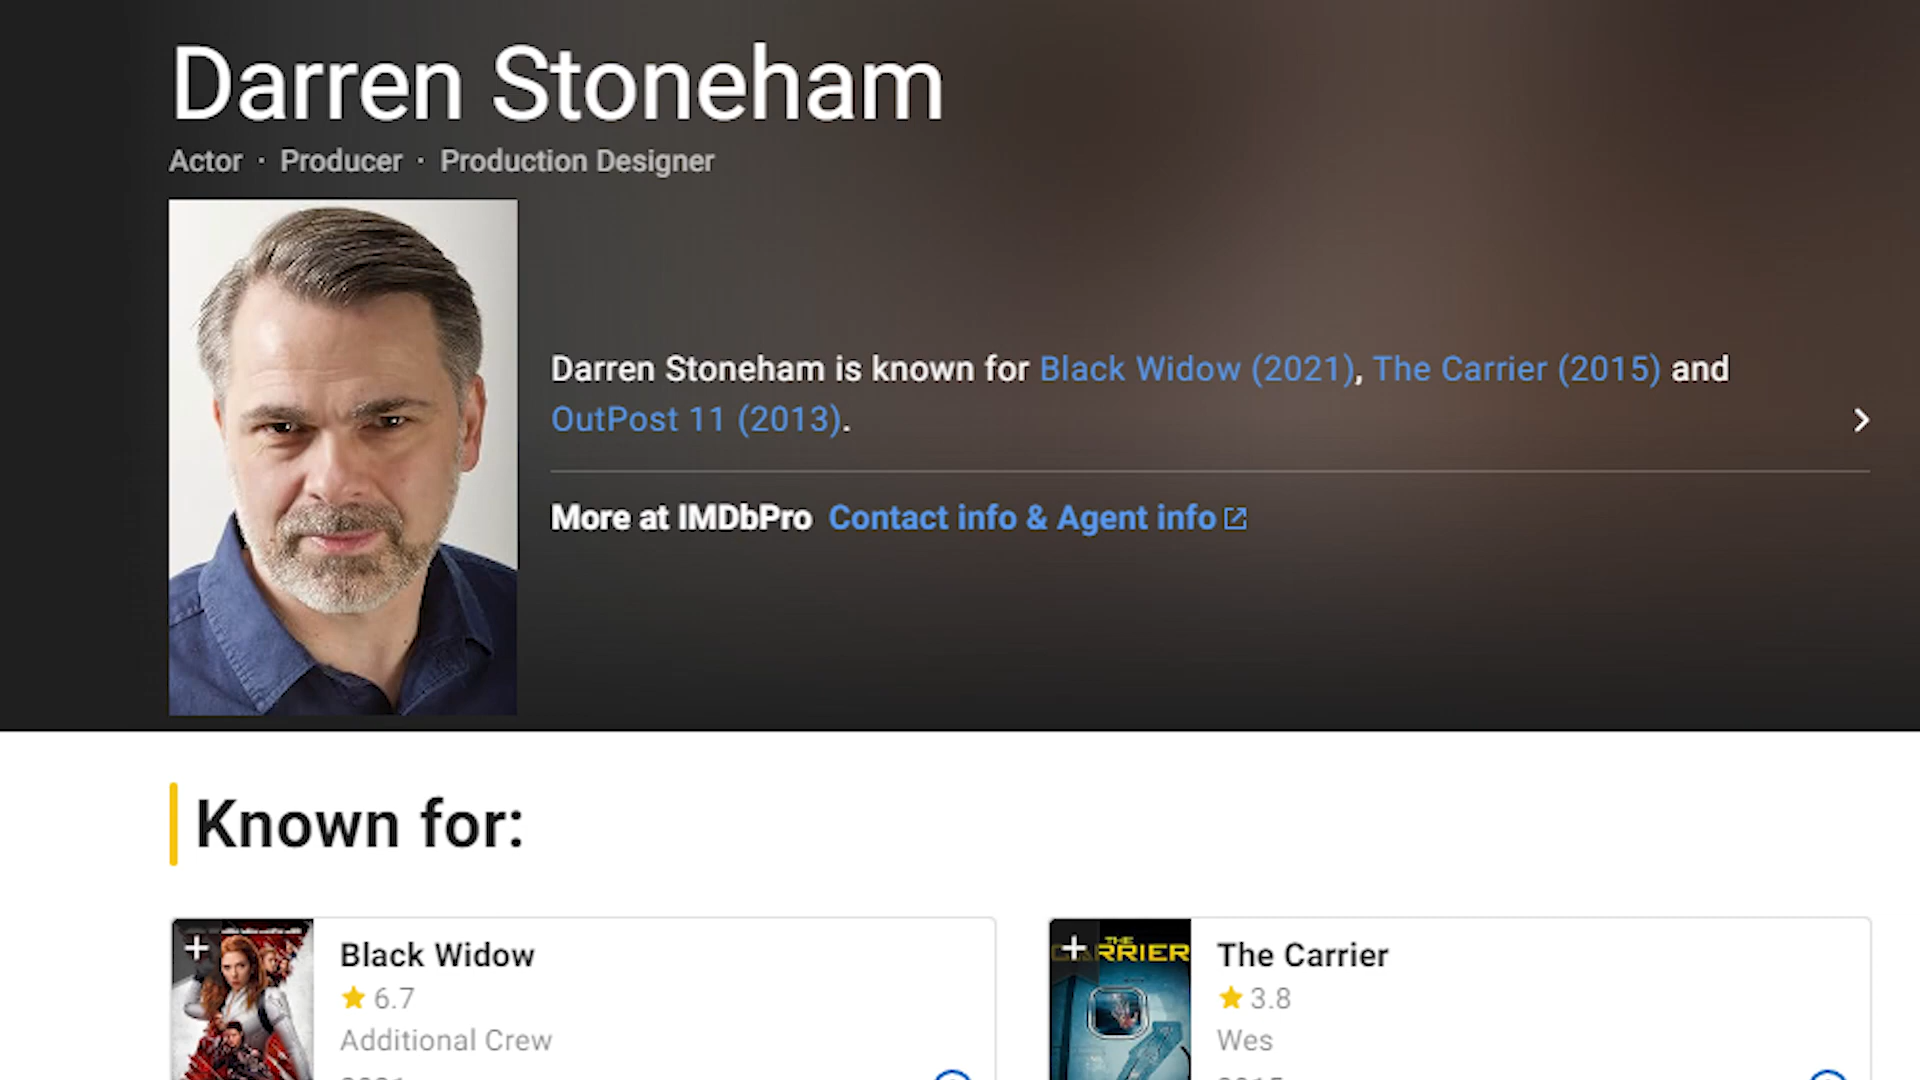 Darren Stoneham
Actor · Producer · Production Designer
Darren Stoneham is known for Black Widow (2021), The Carrier (2015) and
OutPost 11 (2013).
More at IMDbPro Contact info & Agent info
Known for:
Black Widow
6.7
Additional Crew
THE
The Carrier
3.8
Wes